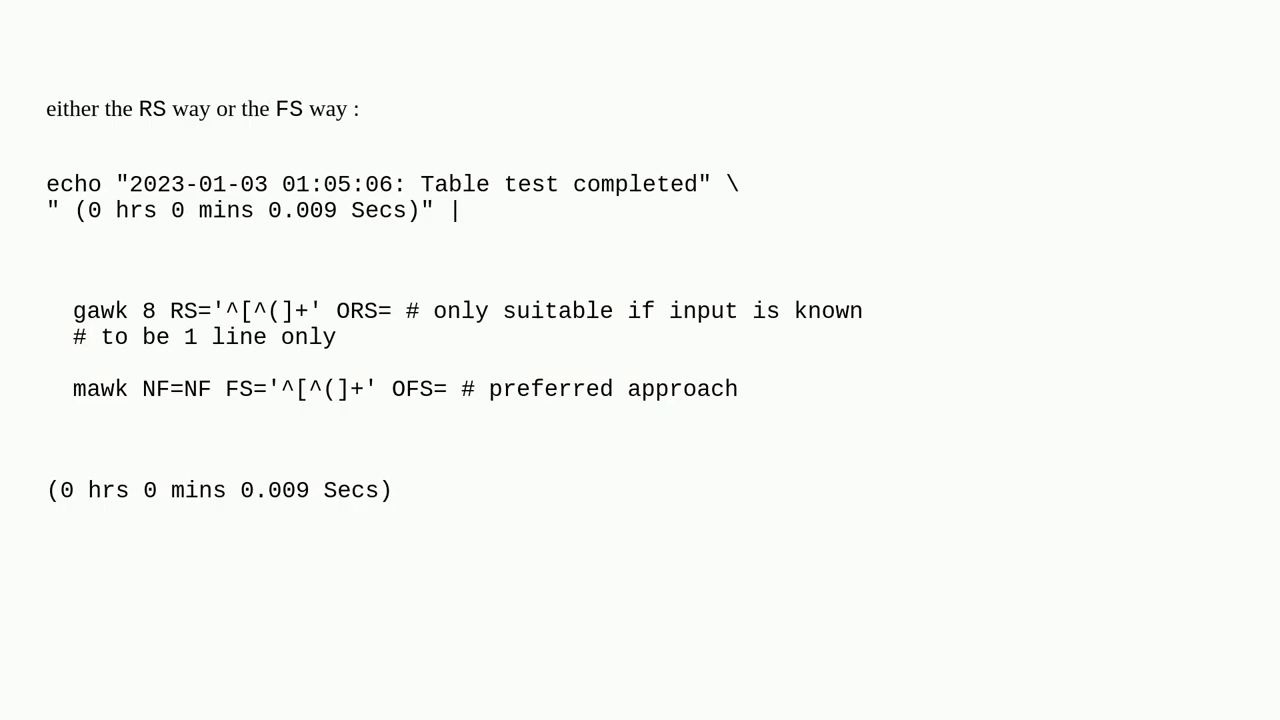 either the RS way or the FS way :
echo "2023-01-03 01:05:06: Table test completed" \
" (0 hrs 0 mins 0.009 Secs)" |
gawk 8 RS='^[^(]+' ORS= # only suitable if input is known
# to be 1 line only
mawk NF=NF FS='^[^(]+' OFS= # preferred approach
(0 hrs 0 mins 0.009 Secs)